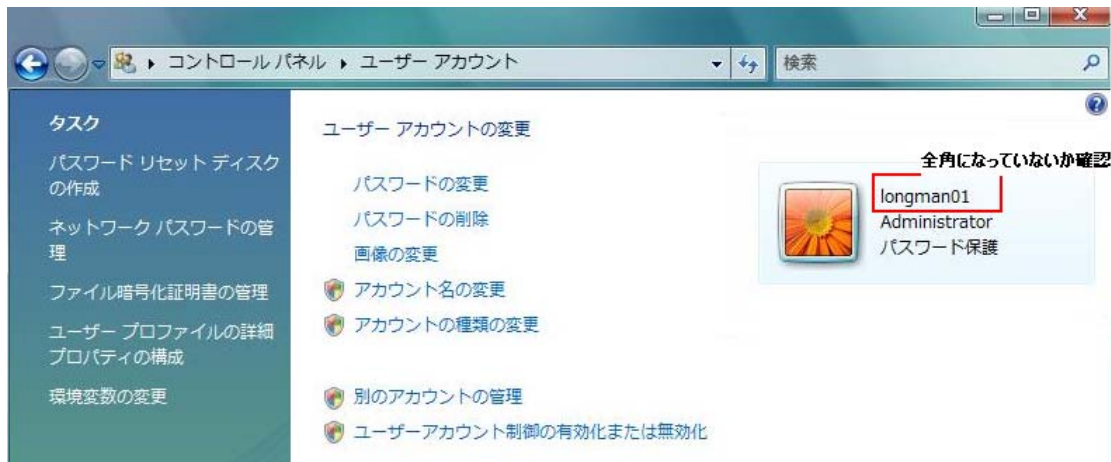 コントロール パネル ▸ ユーザー アカウント
検索
タスク
パスワード リセット ディスク
の作成
ネットワーク パスワードの管
理
ファイル暗号化証明書の管理
ユーザー プロファイルの詳細
プロパティの構成
環境変数の変更
ユーザー アカウントの変更
パスワードの変更
パスワードの削除
画像の変更
アカウント名の変更
アカウントの種類の変更
別のアカウントの管理
ユーザーアカウント制御の有効化または無効化
全角になっていないか確認
longman01
Administrator
パスワード保護